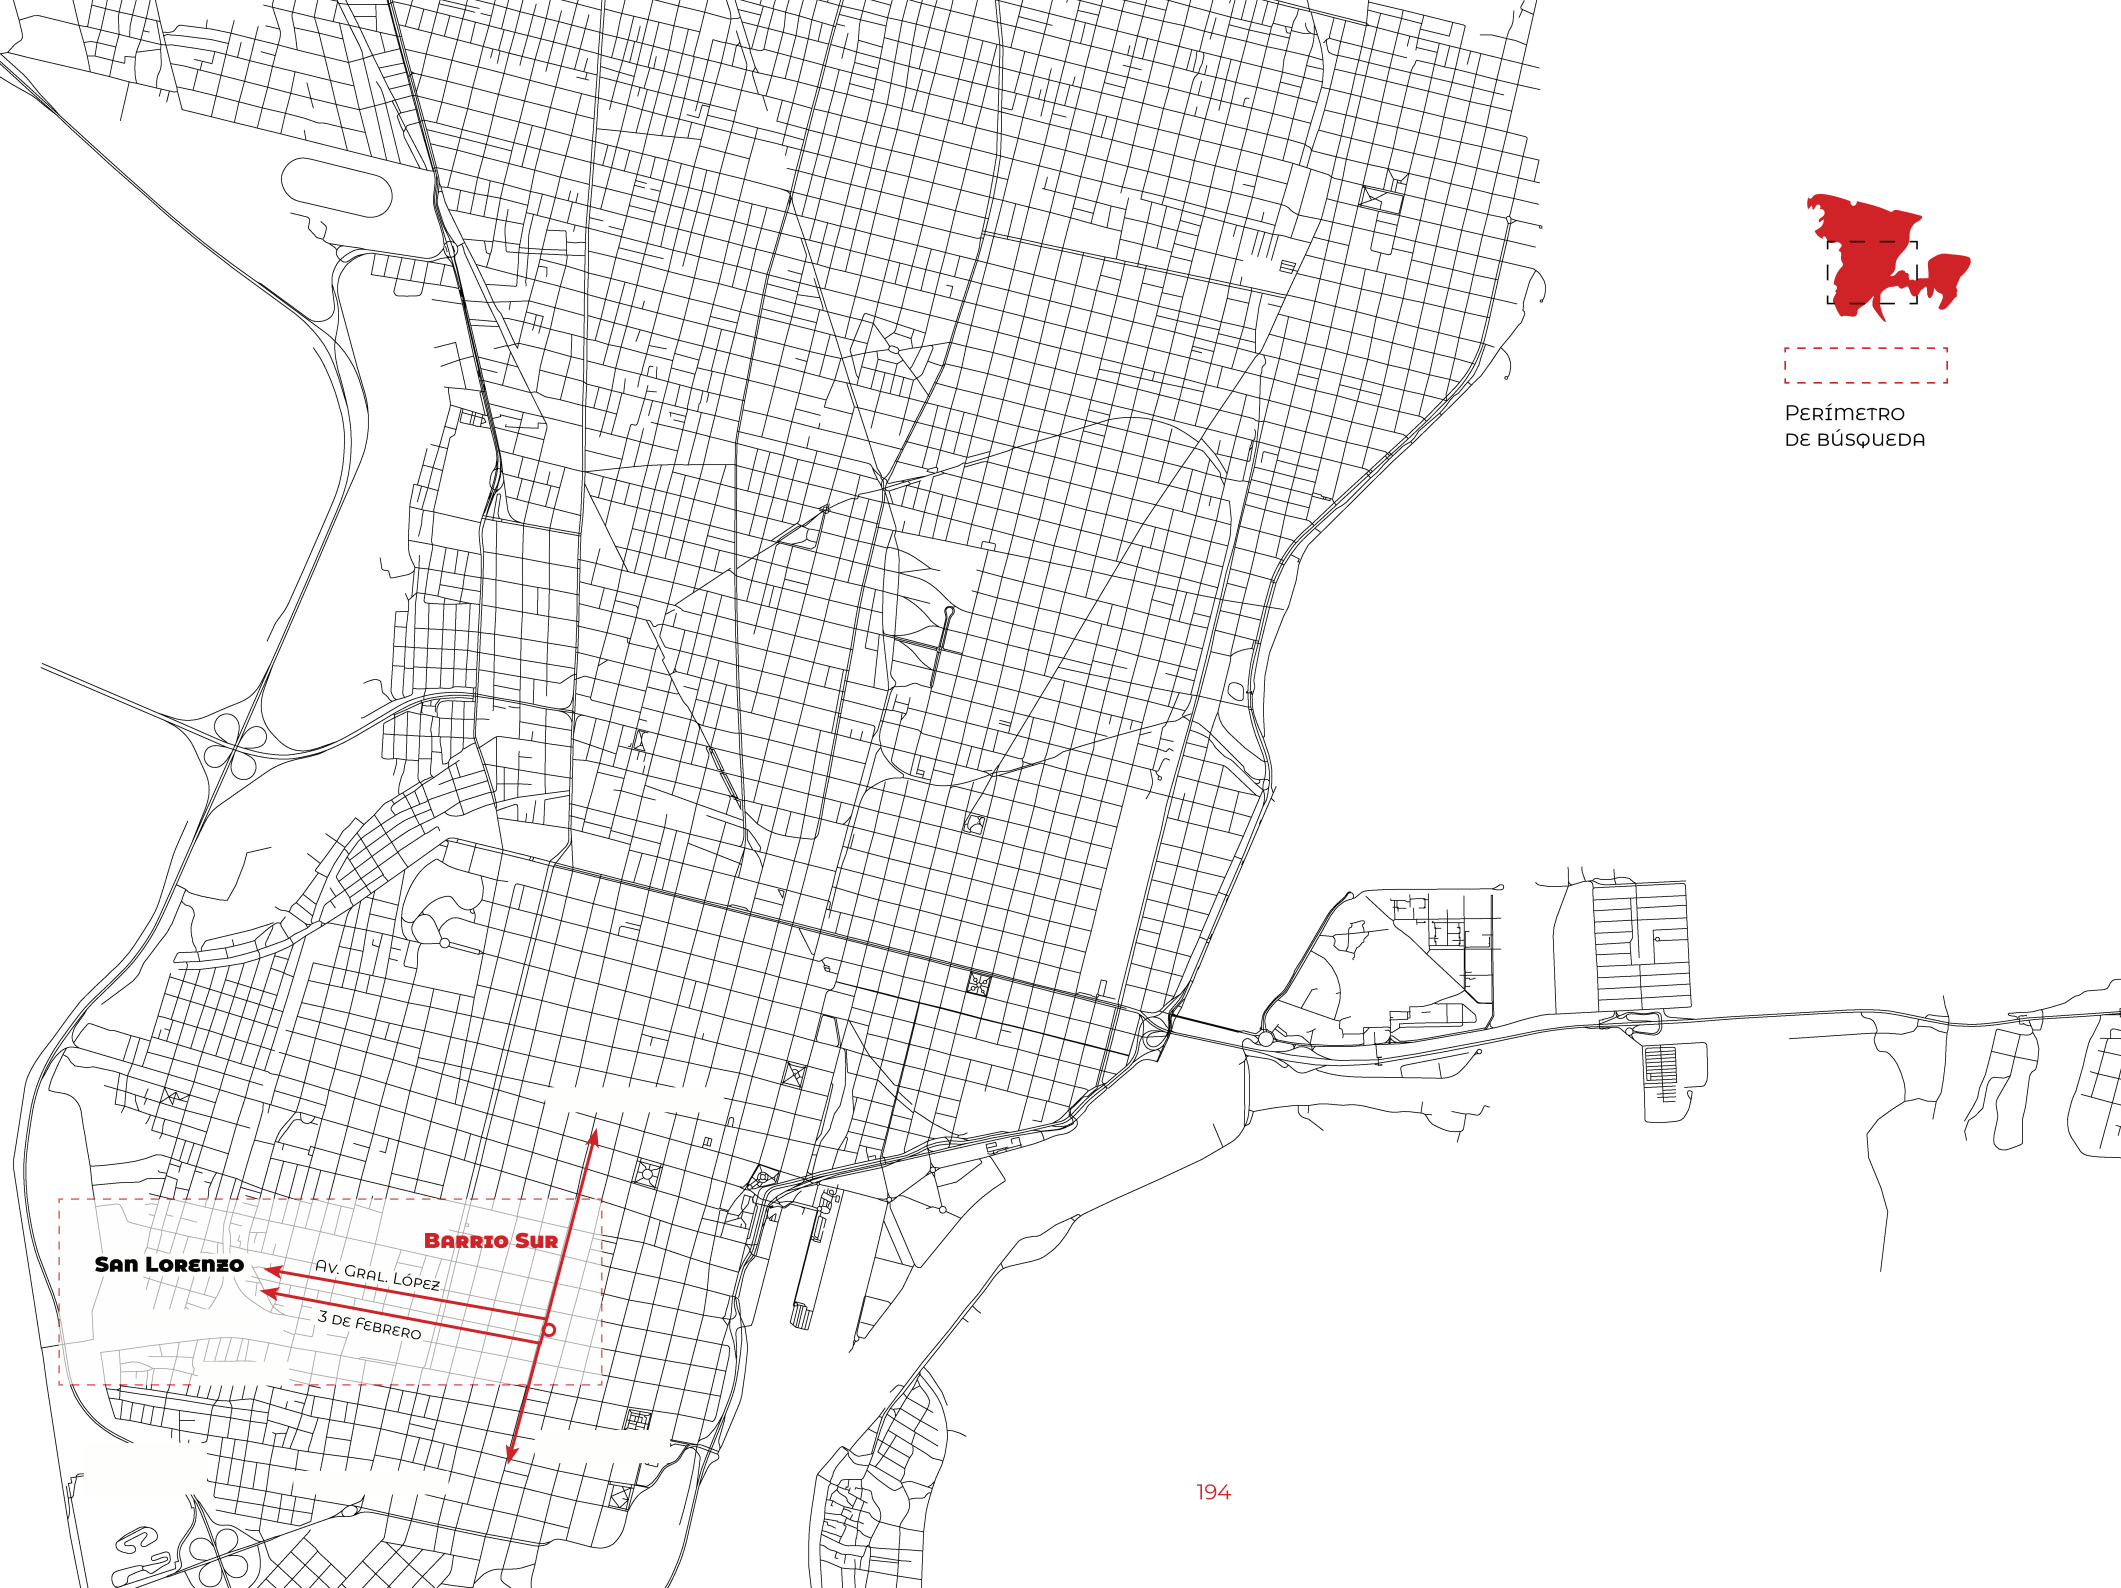 Perímetro
de búsqueda
Barrio Sur
San Lorenzo
Av. Gral. López
3 de Febrero
194